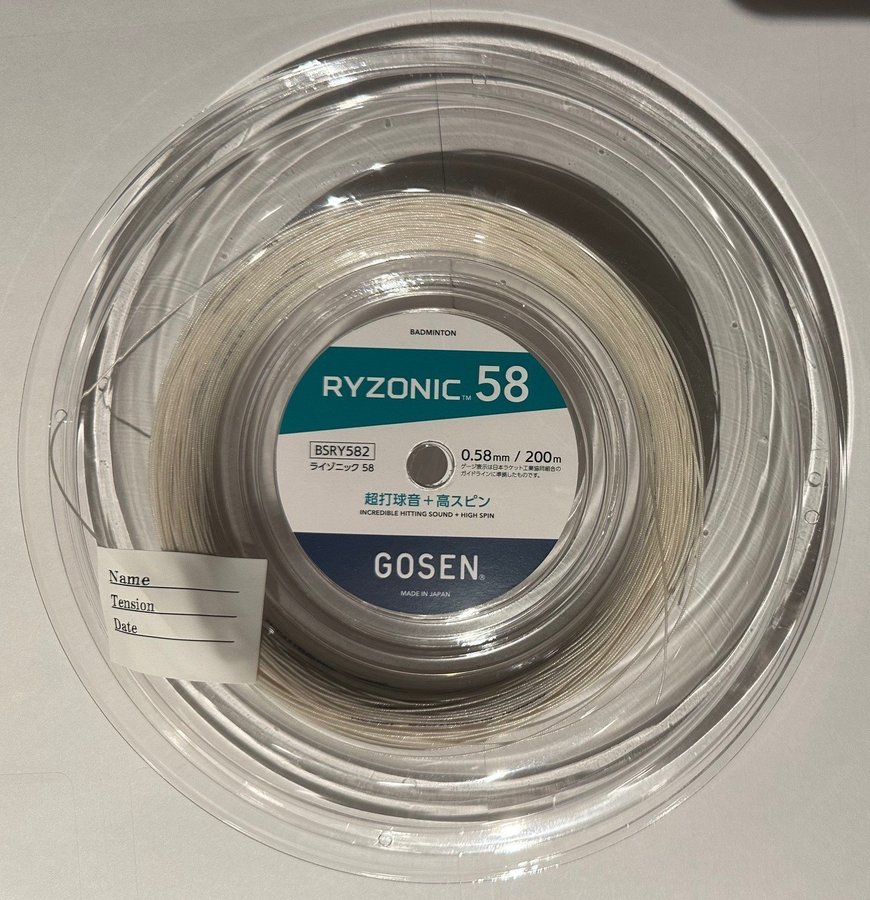 BADMINTON
RYZONIC™ 58
BSRY582
ライゾニック 58
0.58mm / 200m
ゲージ表示は日本ラケット工業協同組合の
ガイドラインに準拠したものです。
超打球音+高スピン
INCREDIBLE HITTING SOUND + HIGH SPIN
GOSEN®
MADE IN JAPAN
Name
Tension
Date